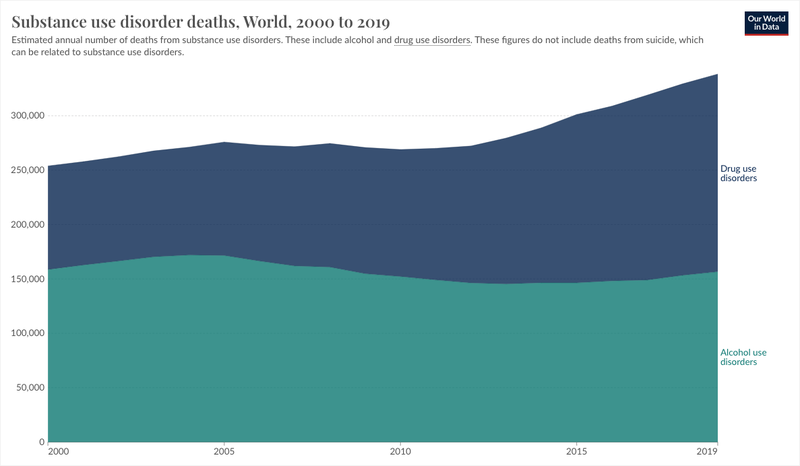 Substance use disorder deaths, World, 2000 to 2019
Our World
in Data
Estimated annual number of deaths from substance use disorders. These include alcohol and drug use disorders. These figures do not include deaths from suicide, which
can be related to substance use disorders.
300,000
250,000
200,000
150,000
100,000
50,000
0
Drug use
disorders
Alcohol use
disorders
2000
2005
2010
2015
2019